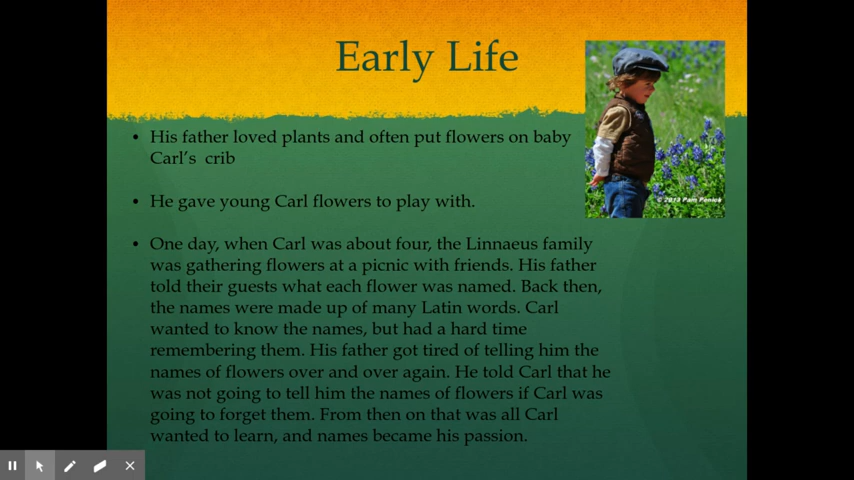 Early Life
• His father loved plants and often put flowers on baby
Carl's crib
• He gave young Carl flowers to play with.
• One day, when Carl was about four, the Linnaeus family
was gathering flowers at a picnic with friends. His father
told their guests what each flower was named. Back then,
the names were made up of many Latin words. Carl
wanted to know the names, but had a hard time
remembering them. His father got tired of telling him the
names of flowers over and over again. He told Carl that he
was not going to tell him the names of flowers if Carl was
going to forget them. From then on that was all Carl
wanted to learn, and names became his passion.
© 2013 Pam Penick